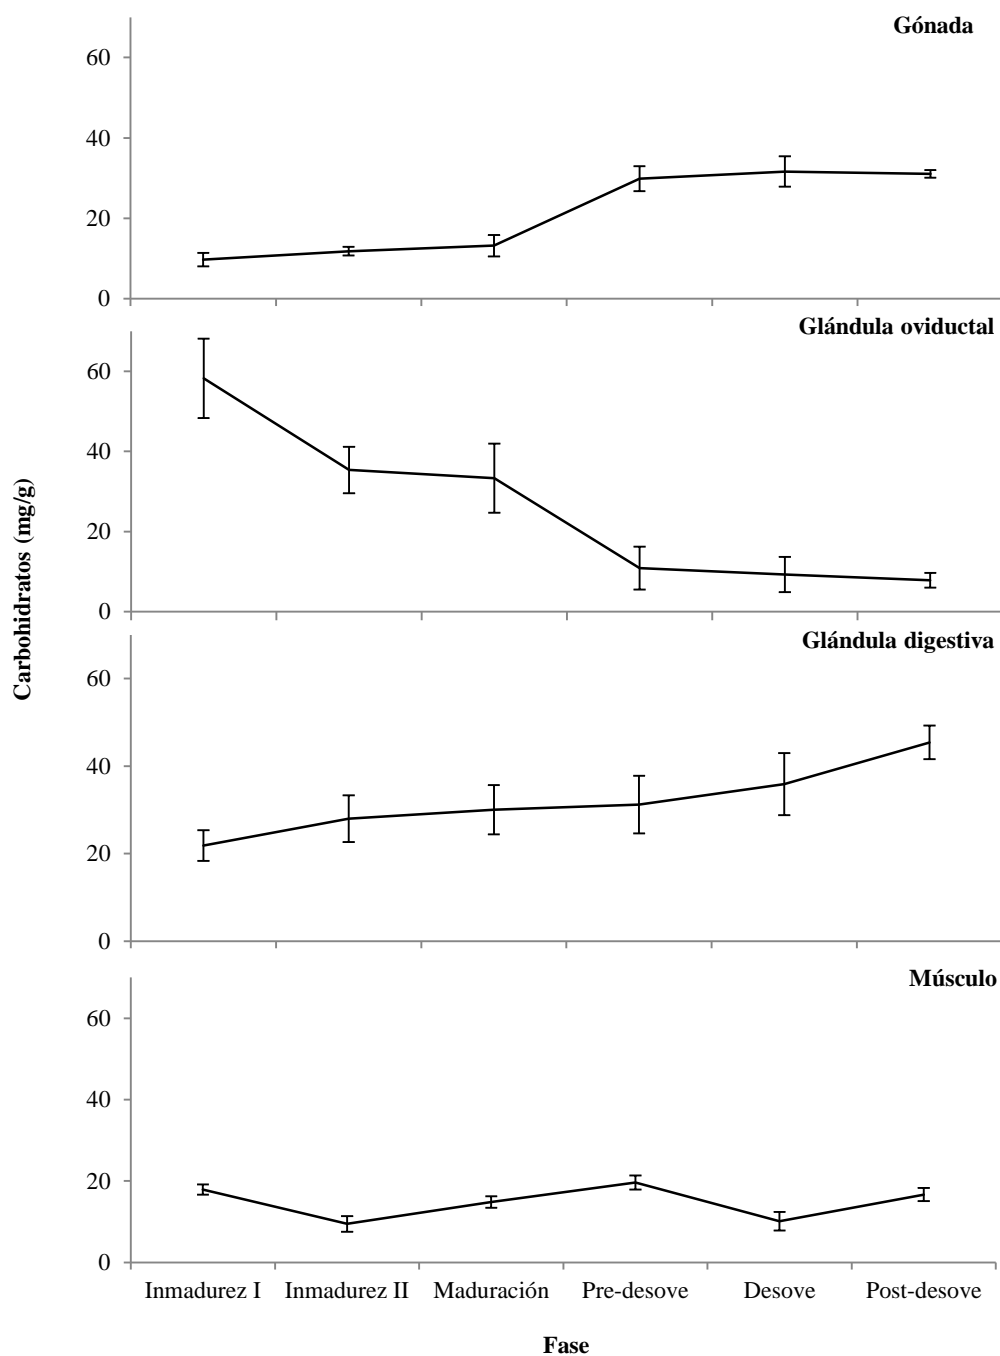 Gónada
60
40
20
0
Glándula oviductal
60
40
20
0
Glándula digestiva
60
40
20
0
Músculo
60
40
20
0
Carbohidratos (mg/g)
Inmadurez I Inmadurez II Maduración Pre-desove Desove Post-desove
Fase